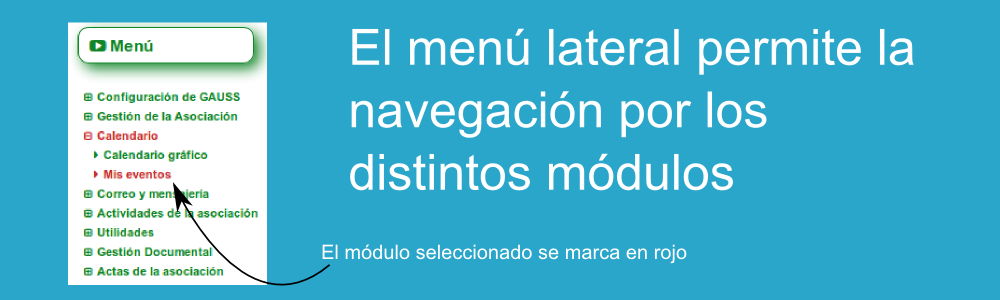 Menú
Configuración de GAUSS
Gestión de la Asociación
Calendario
Calendario gráfico
Mis eventos
Correo y mensajería
Actividades de la asociación
Utilidades
Gestión Documental
Actas de la asociación
El menú lateral permite la
navegación por los
distintos módulos
El módulo seleccionado se marca en rojo